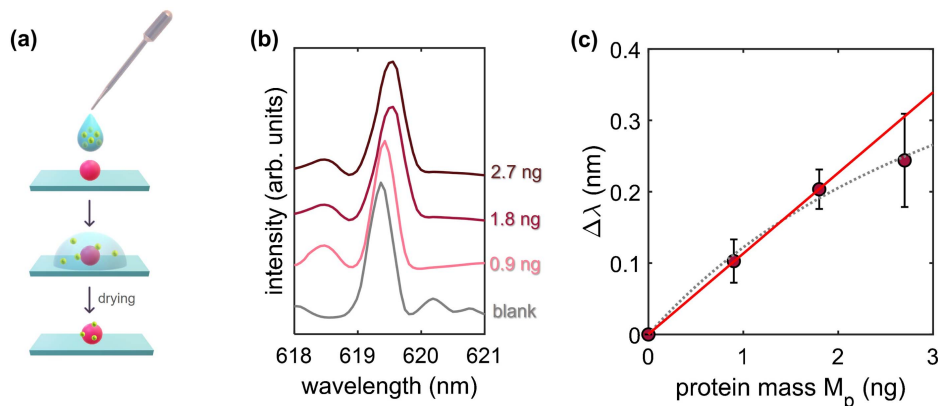 (a)
drying
(b)
intensity (arb. units)
2.7 ng
1.8 ng
0.9 ng
blank
618 619 620 621
wavelength (nm)
(c)
Δλ (nm)
0.4
0.3
0.2
0.1
0
0 1 2 3
protein mass Mp (ng)